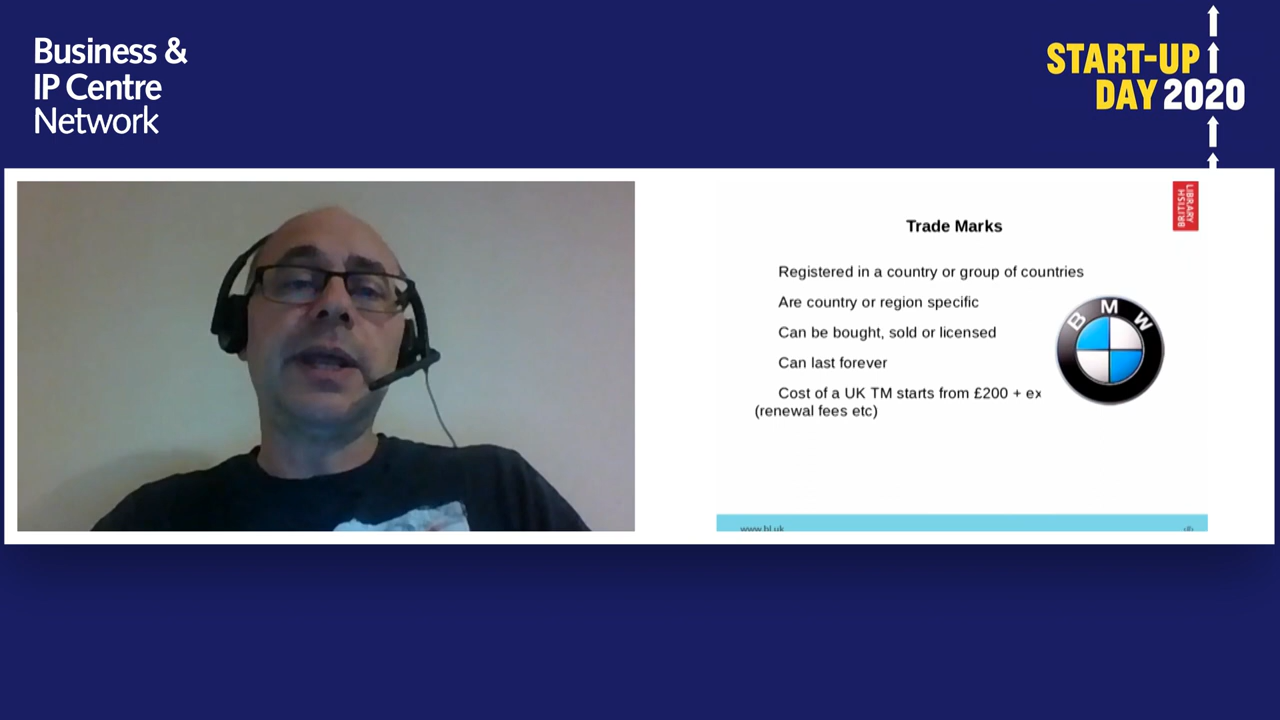 Business &
IP Centre
Network
START-UP
DAY 2020
BRITISH
LIBRARY
Trade Marks
Registered in a country or group of countries
Are country or region specific
Can be bought, sold or licensed
Can last forever
Cost of a UK TM starts from £200 + ex
(renewal fees etc)
BMW
www.bl.uk